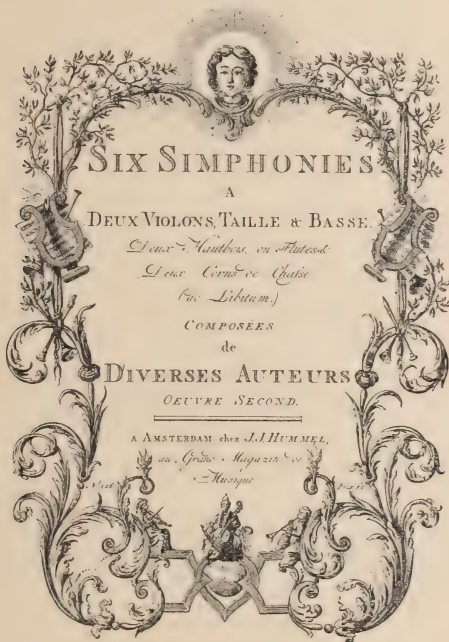 SIX SIMPHONIES
A
DEUX VIOLONS, TAILLE & BASSE.
Deux Hautbois, ou Flutes &
Deux Corns de Chasse
(ad Libitum.)
COMPOSÉES
de
DIVERSES AUTEURS
OEUVRE SECOND.
A AMSTERDAM chez J.J. HUMMEL,
au Grand Magazin de
Musique